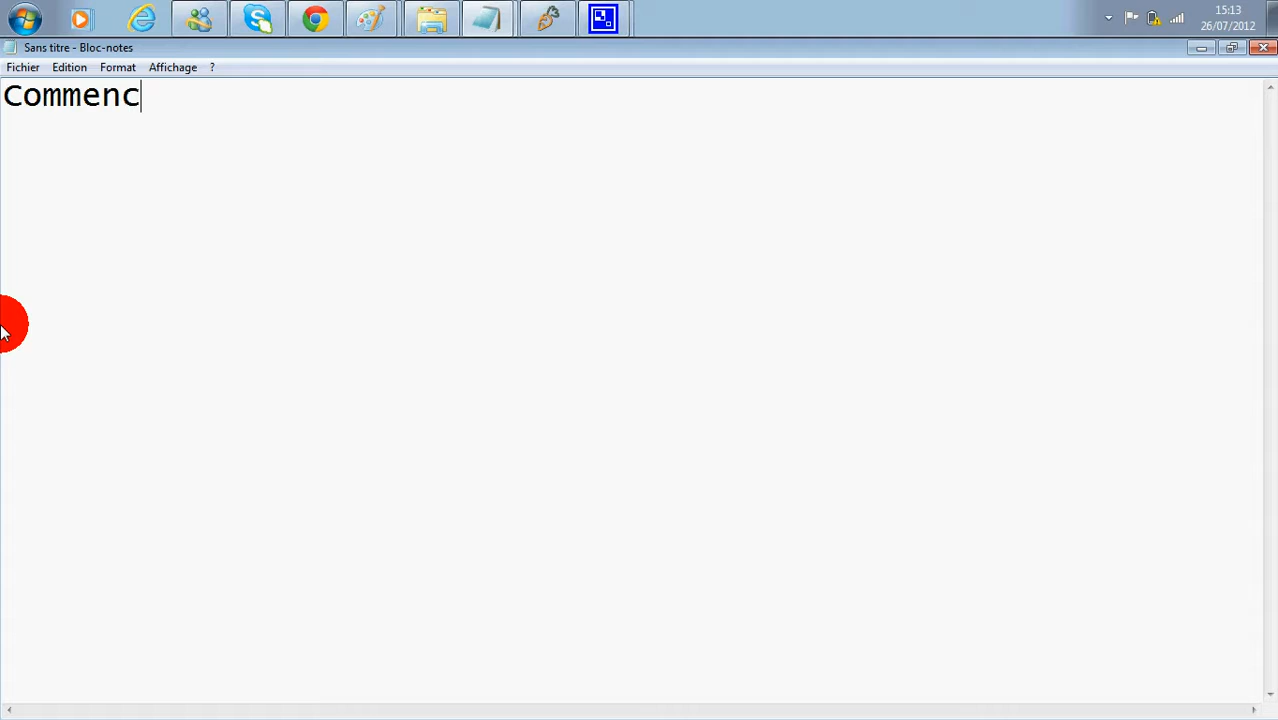 15:13
26/07/2012
Sans titre - Bloc-notes
Fichier Edition Format Affichage ?
Commenc